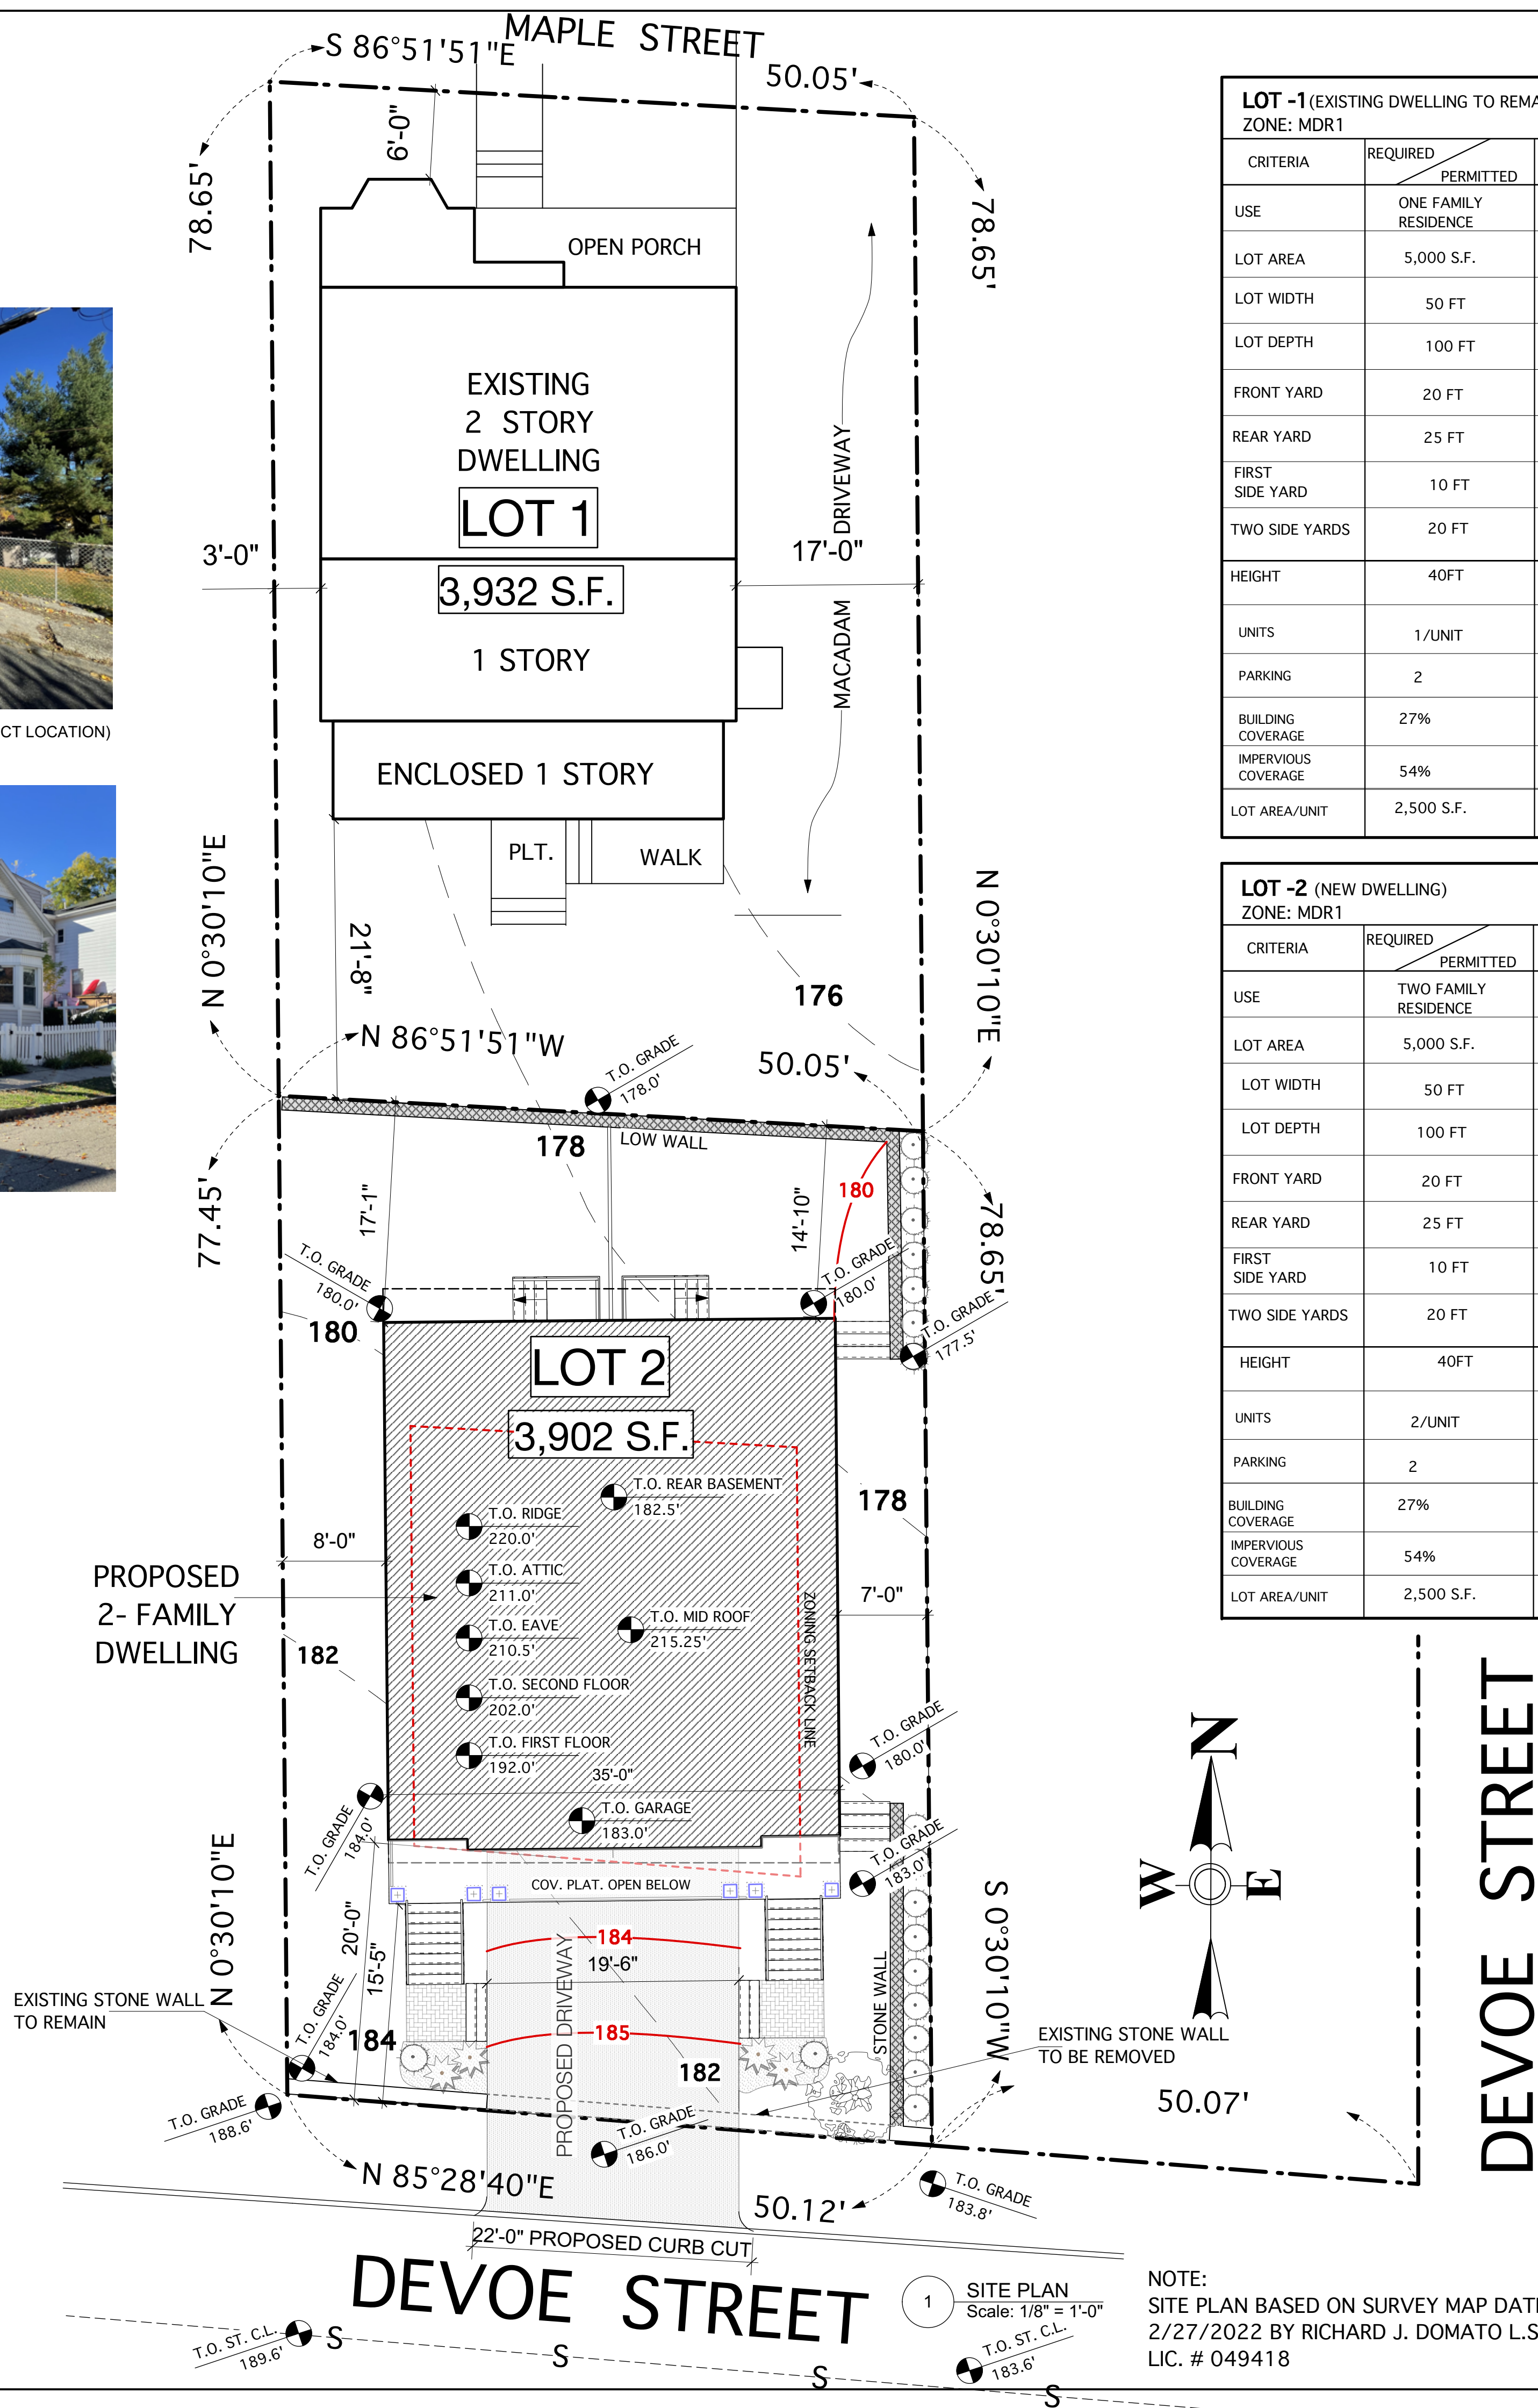 MAPLE STREET
S 86°51'51"E
50.05'
78.65'
6'-0"
78.65'
OPEN PORCH
EXISTING
2 STORY
DWELLING
LOT 1
3,932 S.F.
1 STORY
3'-0"
17'-0"
MACADAM DRIVEWAY
ENCLOSED 1 STORY
PLT.
WALK
N 0°30'10"E
21'-8"
N 0°30'10"E
176
N 86°51'51"W
50.05'
T.O. GRADE
178.0'
178
LOW WALL
77.45'
17'-1"
14'-10"
180
78.65'
T.O. GRADE
180.0'
T.O. GRADE
180.0'
T.O. GRADE
177.5'
180
LOT 2
3,902 S.F.
T.O. REAR BASEMENT
182.5'
178
T.O. RIDGE
220.0'
8'-0"
T.O. ATTIC
211.0'
PROPOSED
2- FAMILY
DWELLING
7'-0"
T.O. EAVE
210.5'
T.O. MID ROOF
215.25'
ZONING SETBACK LINE
182
T.O. SECOND FLOOR
202.0'
T.O. FIRST FLOOR
192.0'
35'-0"
T.O. GRADE
180.0'
T.O. GARAGE
183.0'
T.O. GRADE
184.0'
T.O. GRADE
183.0'
COV. PLAT. OPEN BELOW
N 0°30'10"E
20'-0"
15'-5"
184
19'-6"
PROPOSED DRIVEWAY
185
182
STONE WALL
S 0°30'10"W
EXISTING STONE WALL
TO REMAIN
T.O. GRADE
184.0'
184
EXISTING STONE WALL
TO BE REMOVED
50.07'
T.O. GRADE
188.6'
T.O. GRADE
186.0'
N 85°28'40"E
50.12'
T.O. GRADE
183.8'
22'-0" PROPOSED CURB CUT
DEVOE STREET
T.O. ST. C.L.
189.6'
S
S
S
S
T.O. ST. C.L.
183.6'
1
SITE PLAN
Scale: 1/8" = 1'-0"
CT LOCATION)
LOT -1 (EXISTING DWELLING TO REMA
ZONE: MDR1
CRITERIA REQUIRED PERMITTED
USE ONE FAMILY
RESIDENCE
LOT AREA 5,000 S.F.
LOT WIDTH 50 FT
LOT DEPTH 100 FT
FRONT YARD 20 FT
REAR YARD 25 FT
FIRST
SIDE YARD 10 FT
TWO SIDE YARDS 20 FT
HEIGHT 40FT
UNITS 1/UNIT
PARKING 2
BUILDING
COVERAGE 27%
IMPERVIOUS
COVERAGE 54%
LOT AREA/UNIT 2,500 S.F.
LOT -2 (NEW DWELLING)
ZONE: MDR1
CRITERIA REQUIRED PERMITTED
USE TWO FAMILY
RESIDENCE
LOT AREA 5,000 S.F.
LOT WIDTH 50 FT
LOT DEPTH 100 FT
FRONT YARD 20 FT
REAR YARD 25 FT
FIRST
SIDE YARD 10 FT
TWO SIDE YARDS 20 FT
HEIGHT 40FT
UNITS 2/UNIT
PARKING 2
BUILDING
COVERAGE 27%
IMPERVIOUS
COVERAGE 54%
LOT AREA/UNIT 2,500 S.F.
N
W
E
DEVOE STREET
NOTE:
SITE PLAN BASED ON SURVEY MAP DAT
2/27/2022 BY RICHARD J. DOMATO L.S
LIC. # 049418